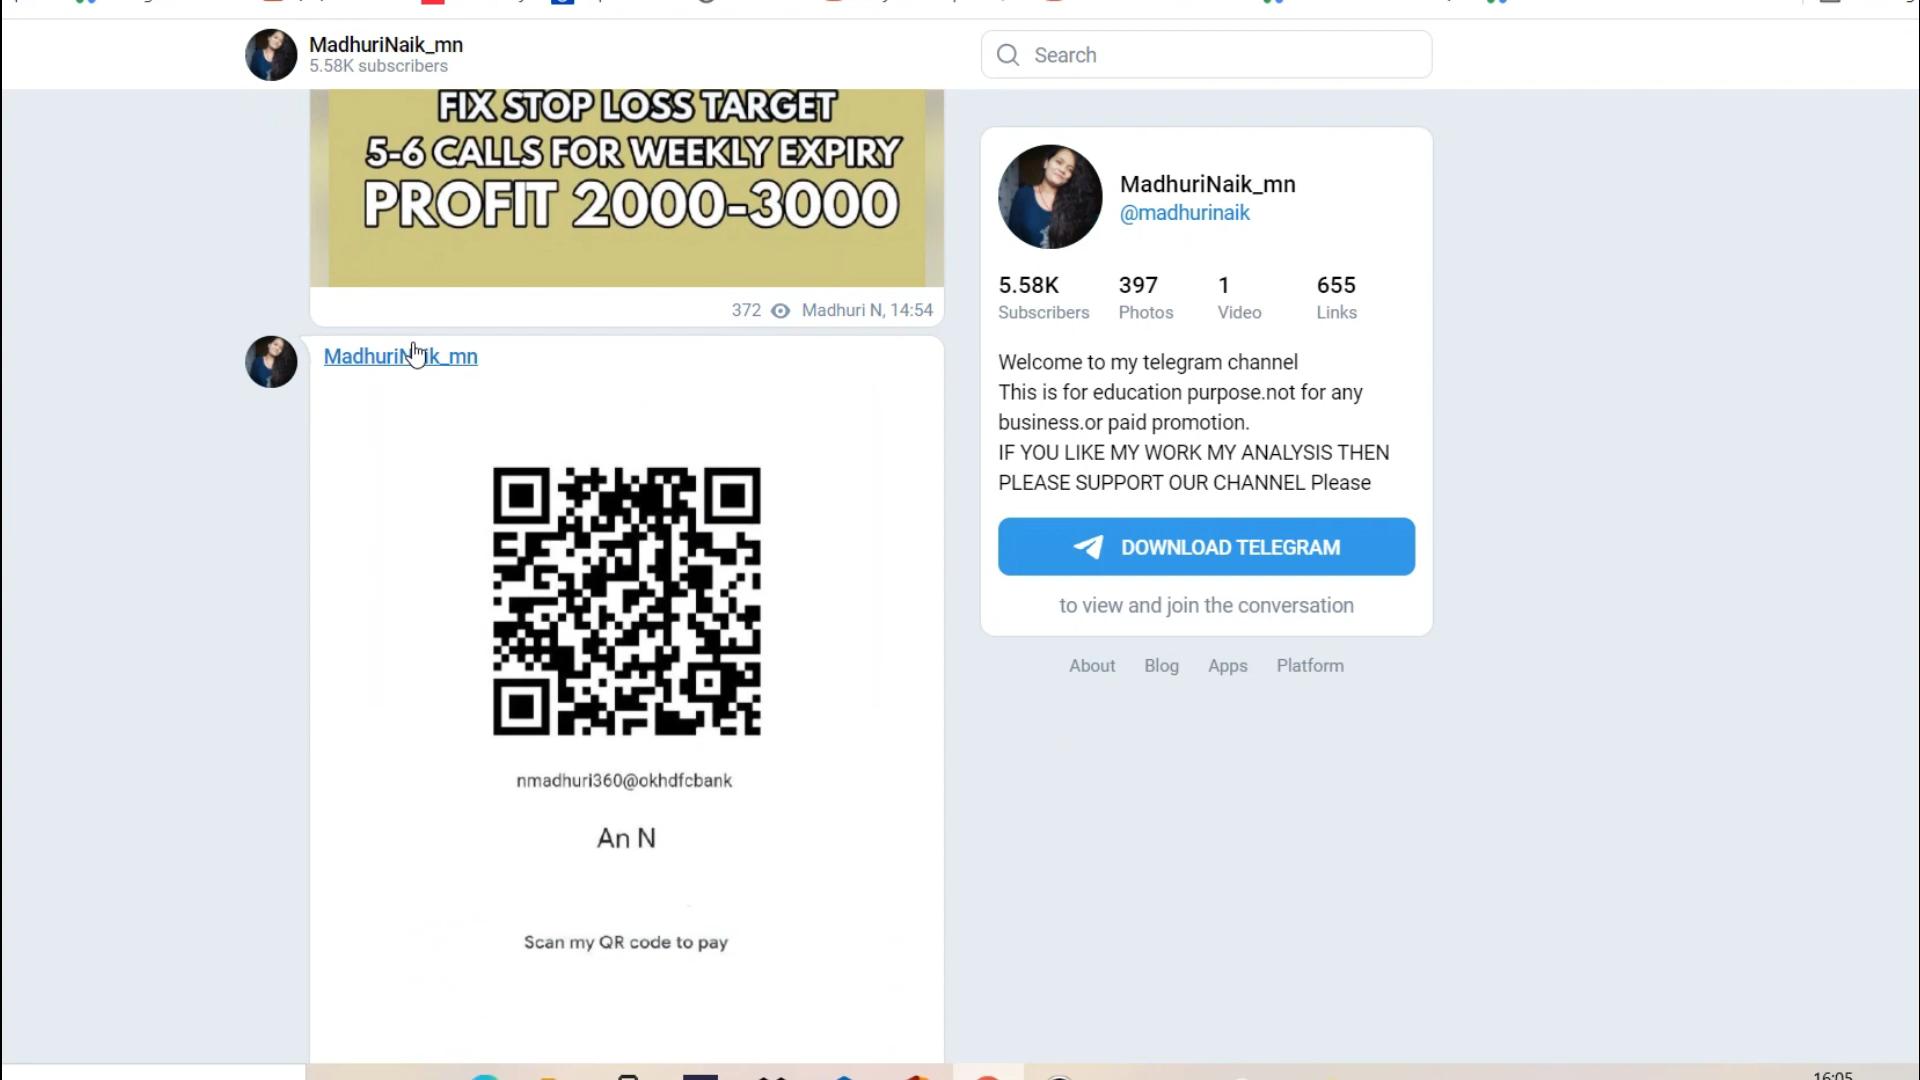 MadhuriNaik_mn
5.58K subscribers
Search
FIX STOP LOSS TARGET
5-6 CALLS FOR WEEKLY EXPIRY
PROFIT 2000-3000
372 Madhuri N, 14:54
MadhuriNaik_mn
nmadhuri360@okhdfcbank
An N
Scan my QR code to pay
MadhuriNaik_mn
@madhurinaik
5.58K 397 1 655
Subscribers Photos Video Links
Welcome to my telegram channel
This is for education purpose.not for any
business.or paid promotion.
IF YOU LIKE MY WORK MY ANALYSIS THEN
PLEASE SUPPORT OUR CHANNEL Please
DOWNLOAD TELEGRAM
to view and join the conversation
About Blog Apps Platform
16:05